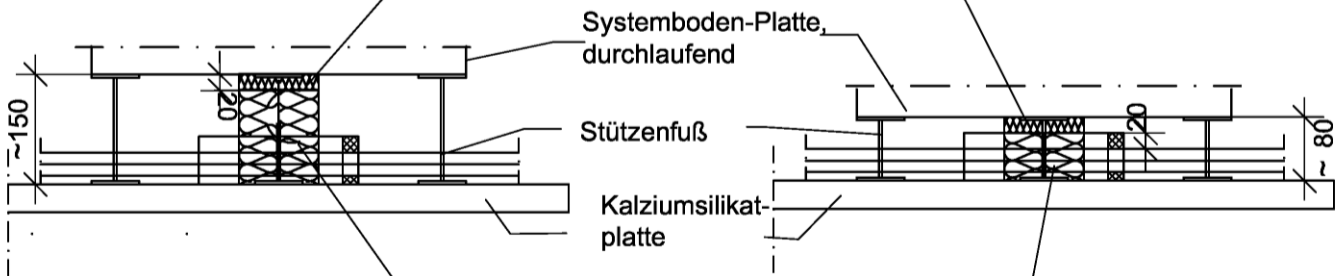 Systemboden-Platte,
durchlaufend
~150
20
Stützenfuß
20
~ 80
Kalziumsilikat-
platte